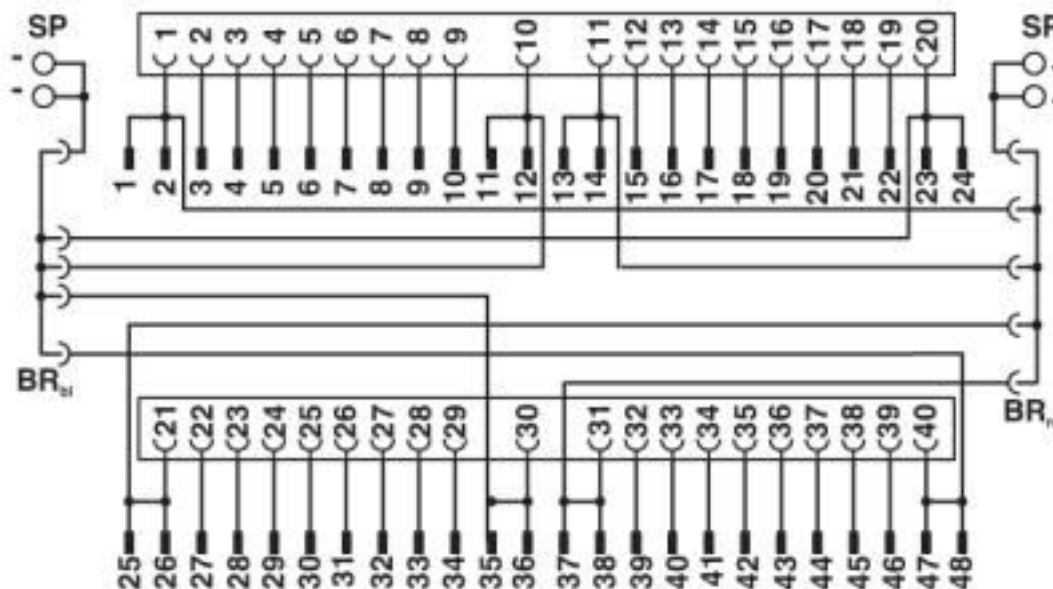 SP
SP
1 2 3 4 5 6 7 8 9 10 11 12 13 14 15 16 17 18 19 20
1 2 3 4 5 6 7 8 9 10 11 12 13 14 15 16 17 18 19 20 21 22 23 24
BR
BR
21 22 23 24 25 26 27 28 29 30 31 32 33 34 35 36 37 38 39 40
25 26 27 28 29 30 31 32 33 34 35 36 37 38 39 40 41 42 43 44 45 46 47 48